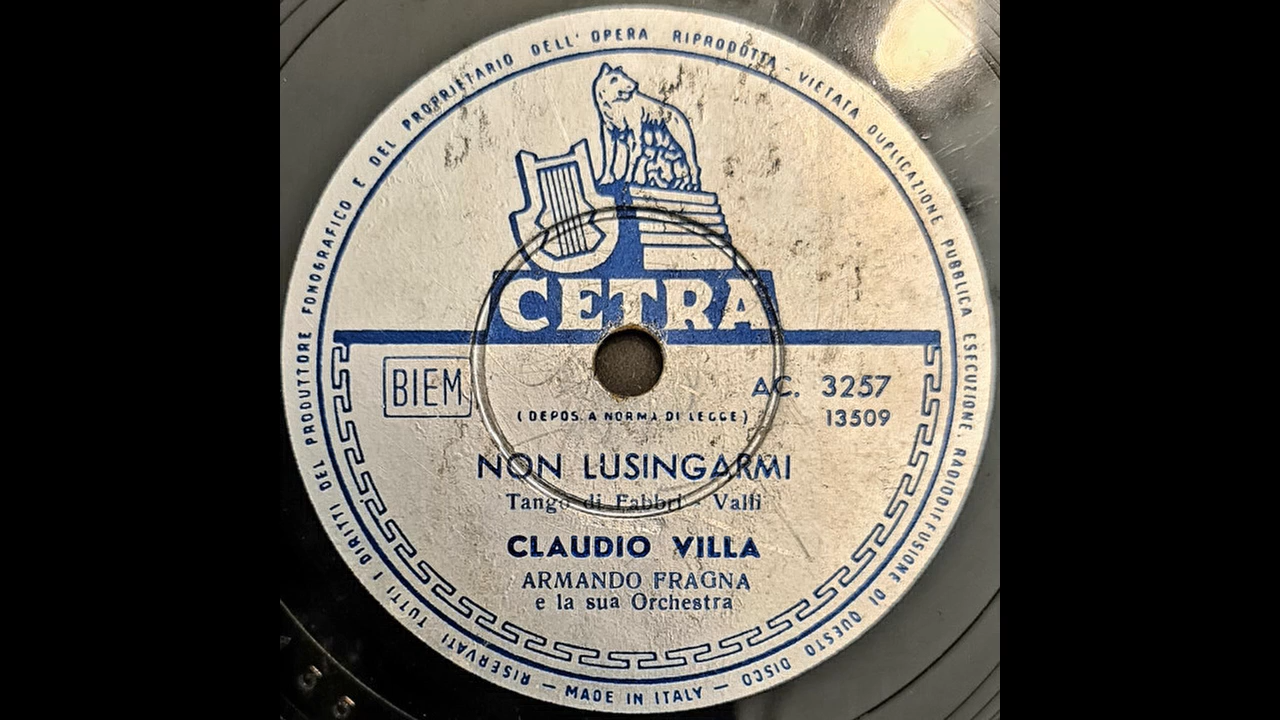 RISERVATI TUTTI I DIRITTI DEL PRODUTTORE FONOGRAFICO E DEL PROPRIETARIO DELL' OPERA RIPRODOTTA - VIETATA DUPLICAZIONE PUBBLICA ESECUZIONE, RADIODIFFUSIONE DI QUESTO DISCO — MADE IN ITALY —
CETRA
BIEM
AC. 3257
13509
(DEPOS. A NORMA DI LEGGE)
NON LUSINGARMI
Tango di Fabbri - Valli
CLAUDIO VILLA
ARMANDO FRAGNA
e la sua Orchestra